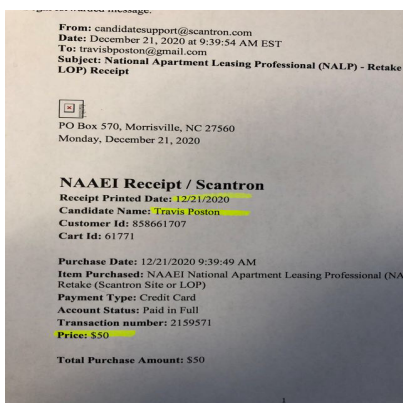 forwarded message.
From: candidatesupport@scantron.com
Date: December 21, 2020 at 9:39:54 AM EST
To: travisbposton@gmail.com
Subject: National Apartment Leasing Professional (NALP) - Retake
LOP) Receipt
PO Box 570, Morrisville, NC 27560
Monday, December 21, 2020
NAAEI Receipt / Scantron
Receipt Printed Date: 12/21/2020
Candidate Name: Travis Poston
Customer Id: 858661707
Cart Id: 61771
Purchase Date: 12/21/2020 9:39:49 AM
Item Purchased: NAAEI National Apartment Leasing Professional (NA
Retake (Scantron Site or LOP)
Payment Type: Credit Card
Account Status: Paid in Full
Transaction number: 2159571
Price: $50
Total Purchase Amount: $50